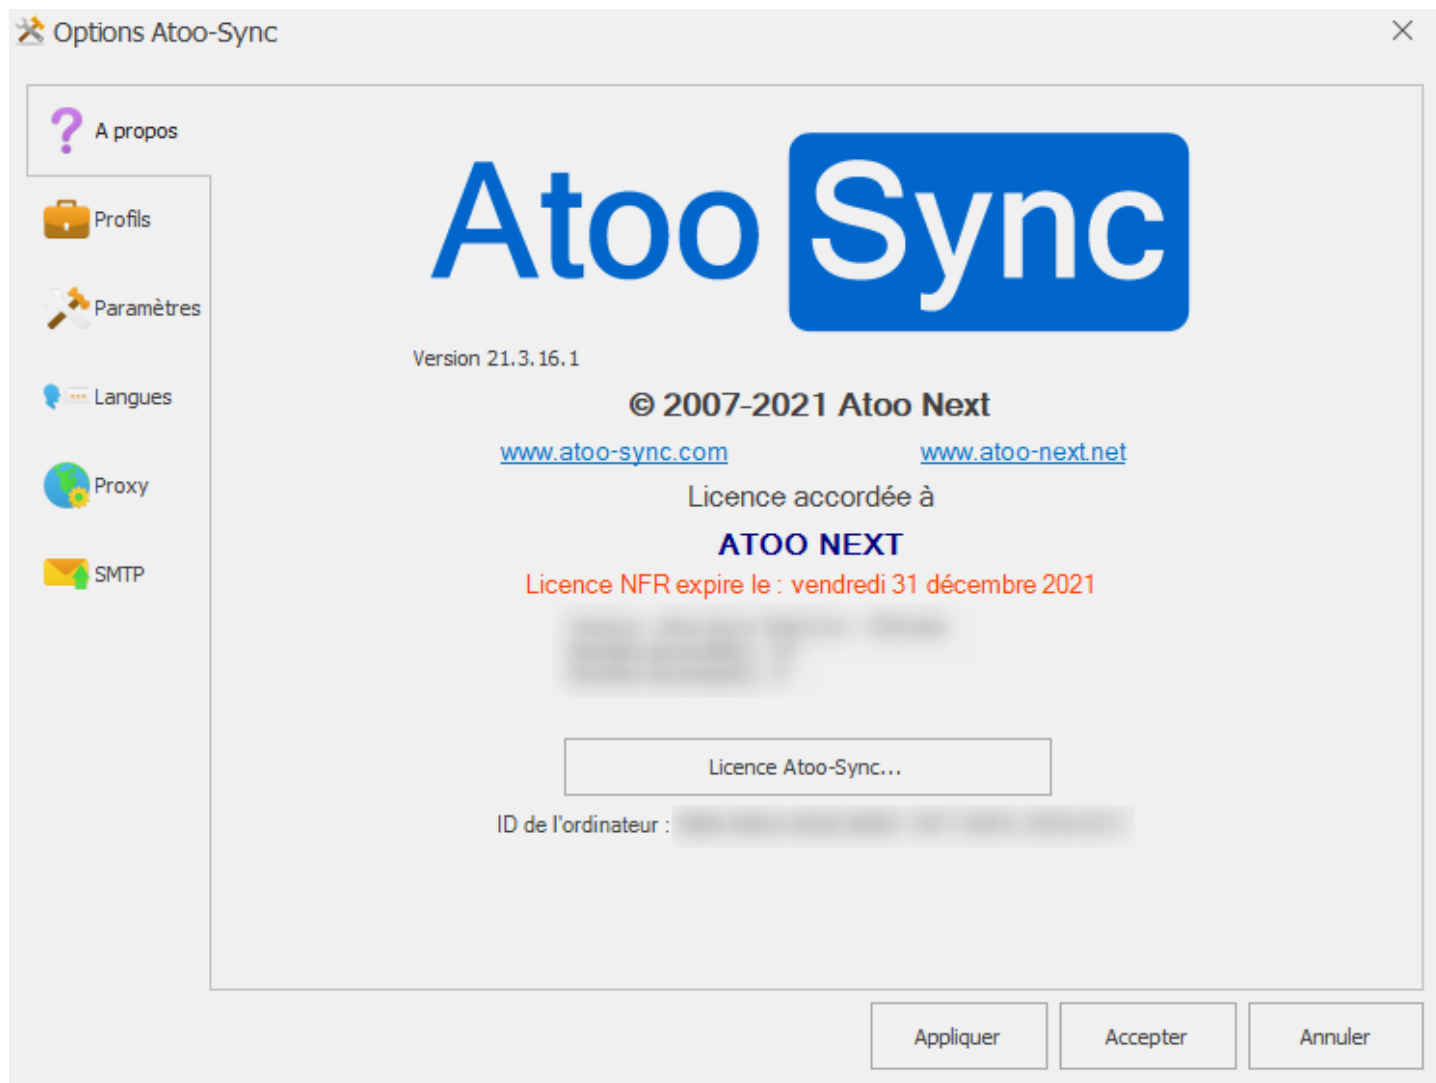 Options Atoo-Sync
A propos
Profils
Paramètres
Langues
Proxy
SMTP
Atoo Sync
Version 21.3.16.1
© 2007-2021 Atoo Next
www.atoo-sync.com www.atoo-next.net
Licence accordée à
ATOO NEXT
Licence NFR expire le : vendredi 31 décembre 2021
Licence Atoo-Sync...
ID de l'ordinateur :
Appliquer Accepter Annuler